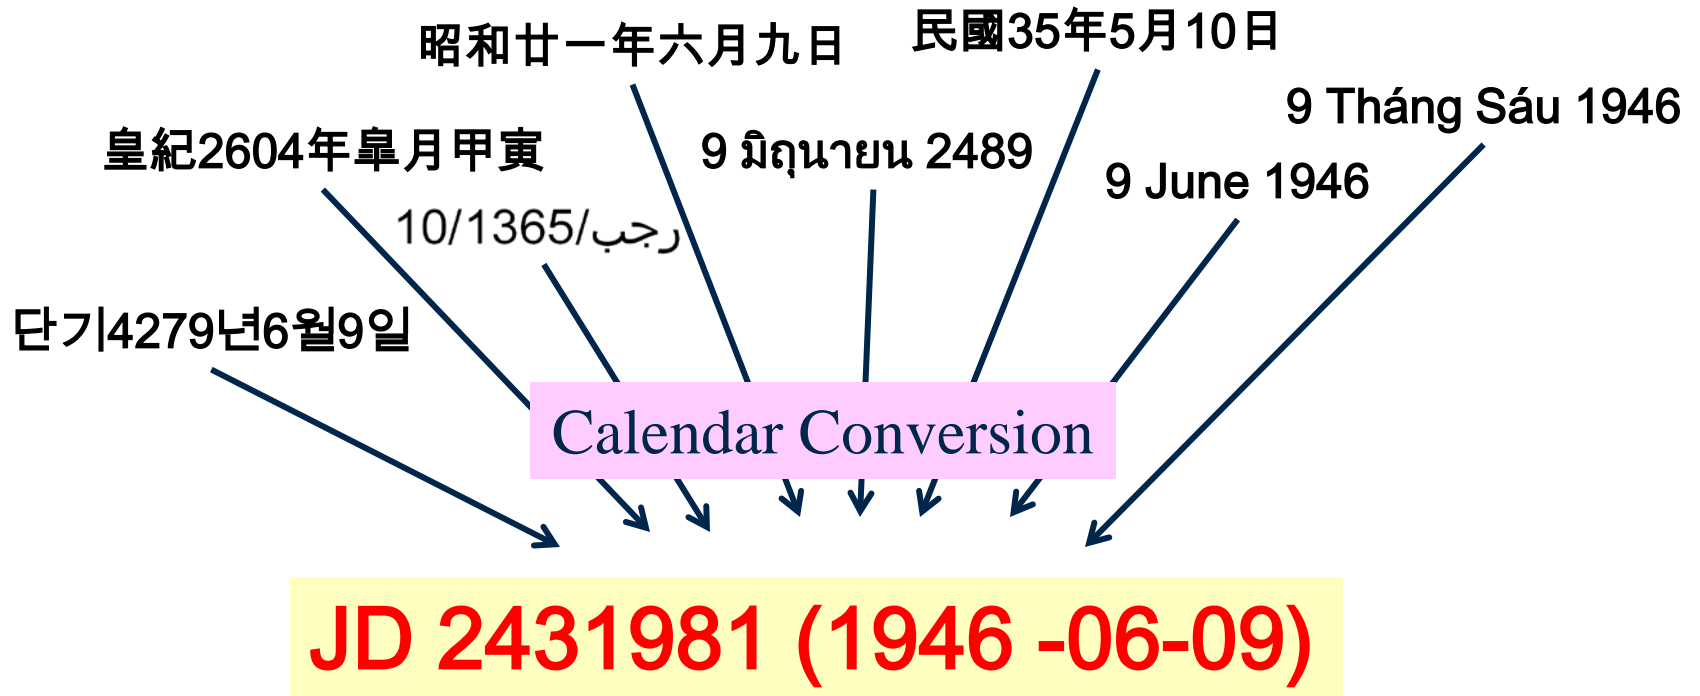 昭和廿一年六月九日
民國35年5月10日
9 Tháng Sáu 1946
皇紀2604年皐月甲寅
9 มิถุนายน 2489
9 June 1946
10/1365/رجب
단기4279년6월9일
Calendar Conversion
JD 2431981 (1946 -06-09)